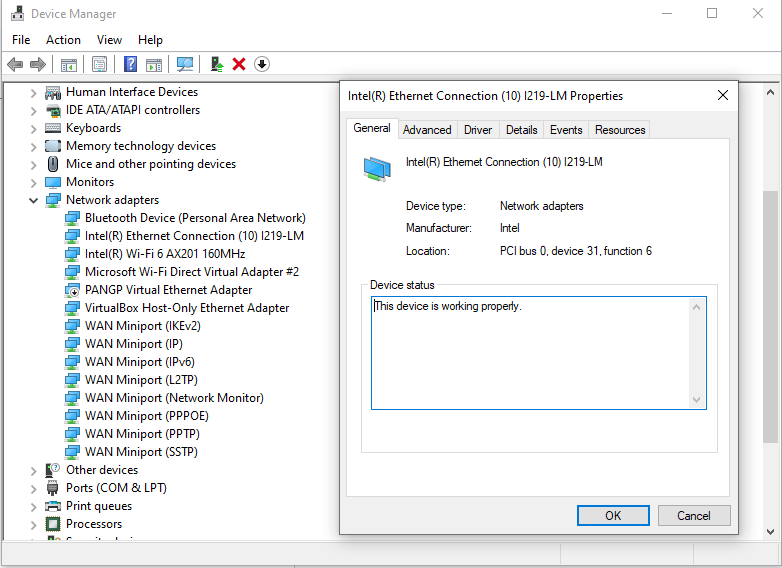 Device Manager
File Action View Help
Human Interface Devices
IDE ATA/ATAPI controllers
Keyboards
Memory technology devices
Mice and other pointing devices
Monitors
Network adapters
Bluetooth Device (Personal Area Network)
Intel(R) Ethernet Connection (10) I219-LM
Intel(R) Wi-Fi 6 AX201 160MHz
Microsoft Wi-Fi Direct Virtual Adapter #2
PANGP Virtual Ethernet Adapter
VirtualBox Host-Only Ethernet Adapter
WAN Miniport (IKEv2)
WAN Miniport (IP)
WAN Miniport (IPv6)
WAN Miniport (L2TP)
WAN Miniport (Network Monitor)
WAN Miniport (PPPOE)
WAN Miniport (PPTP)
WAN Miniport (SSTP)
Other devices
Ports (COM & LPT)
Print queues
Processors
Intel(R) Ethernet Connection (10) I219-LM Properties
General Advanced Driver Details Events Resources
Intel(R) Ethernet Connection (10) I219-LM
Device type: Network adapters
Manufacturer: Intel
Location: PCI bus 0, device 31, function 6
Device status
This device is working properly.
OK Cancel